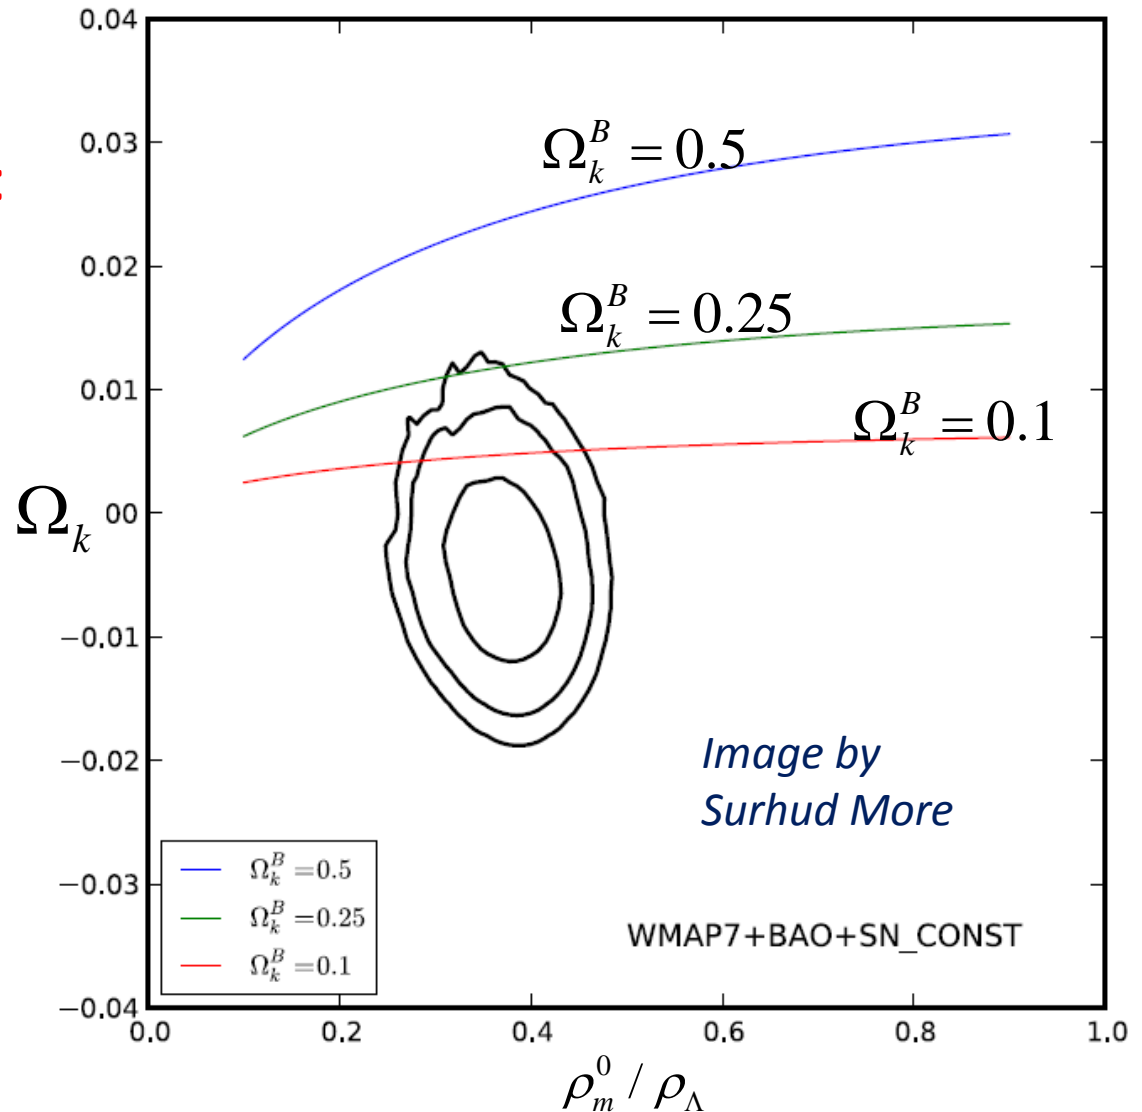 0.04
0.03
0.02
0.01
00
−0.01
−0.02
−0.03
−0.04
Ω_k
Ω_k^B = 0.5
Ω_k^B = 0.25
Ω_k^B = 0.1
Image by
Surhud More
Ω_k^B =0.5
Ω_k^B =0.25
Ω_k^B =0.1
WMAP7+BAO+SN_CONST
0.0 0.2 0.4 0.6 0.8 1.0
ρ_m^0 / ρ_Λ